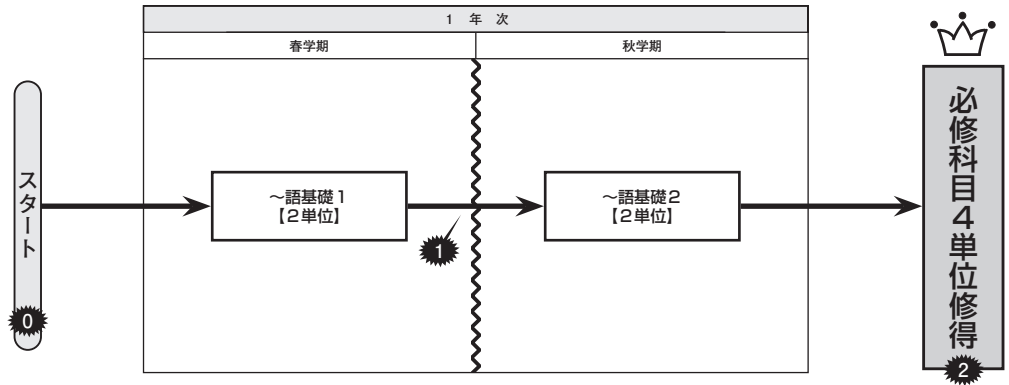 1 年 次
春学期
秋学期
スタート
0
～語基礎1
【2単位】
1
～語基礎2
【2単位】
必修科目4単位修得
2